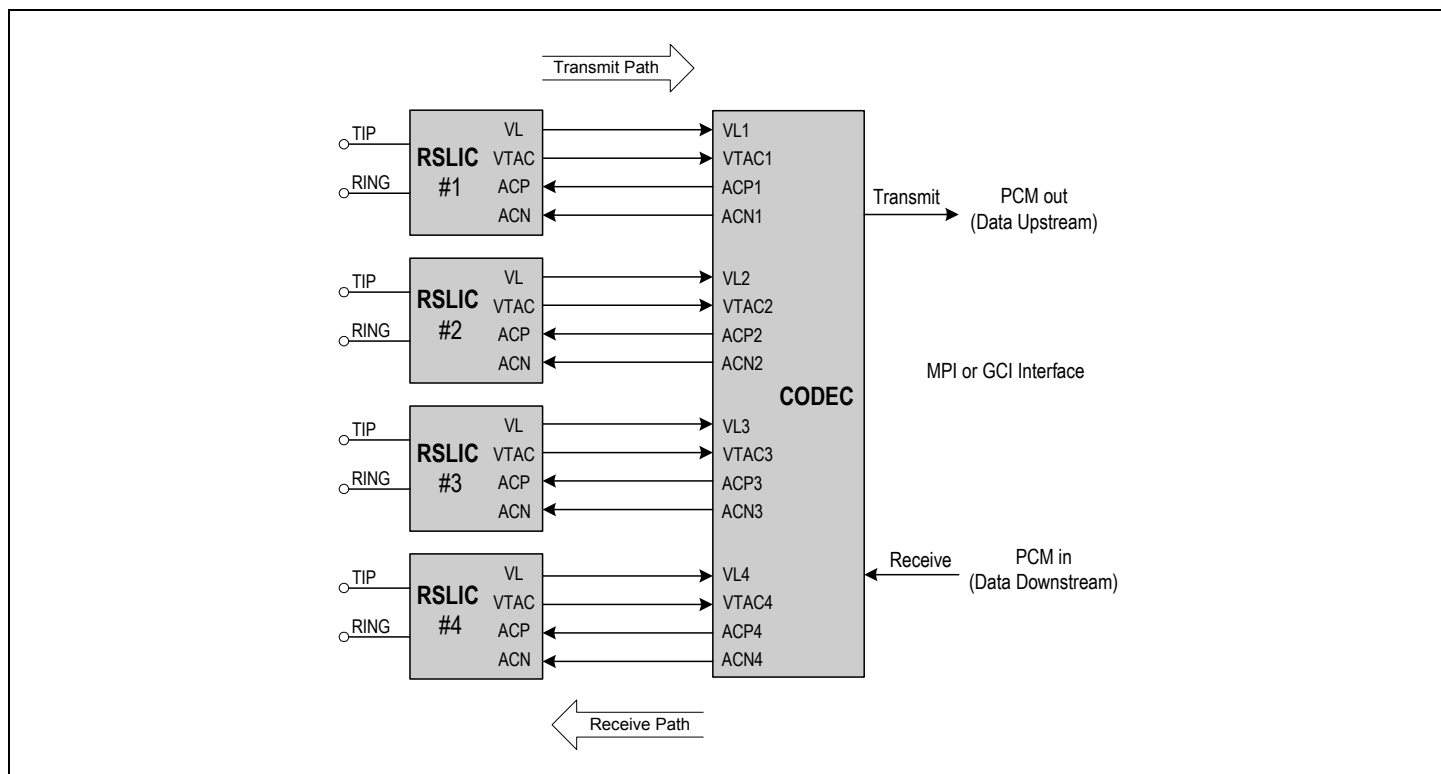 Transmit Path
TIP
RING
RSLIC
#1
VL
VTAC
ACP
ACN
VL1
VTAC1
ACP1
ACN1
TIP
RING
RSLIC
#2
VL
VTAC
ACP
ACN
VL2
VTAC2
ACP2
ACN2
TIP
RING
RSLIC
#3
VL
VTAC
ACP
ACN
VL3
VTAC3
ACP3
ACN3
TIP
RING
RSLIC
#4
VL
VTAC
ACP
ACN
VL4
VTAC4
ACP4
ACN4
CODEC
Transmit
PCM out
(Data Upstream)
MPI or GCI Interface
Receive
PCM in
(Data Downstream)
Receive Path